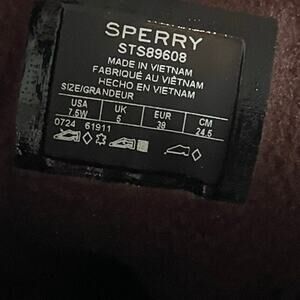 SPERRY
STS89608
MADE IN VIETNAM
FABRIQUÉ AU VIÊTNAM
HECHO EN VIETNAM
SIZE/GRANDEUR
USA UK EUR CM
7.5W 5 38 24.5
0724 61911